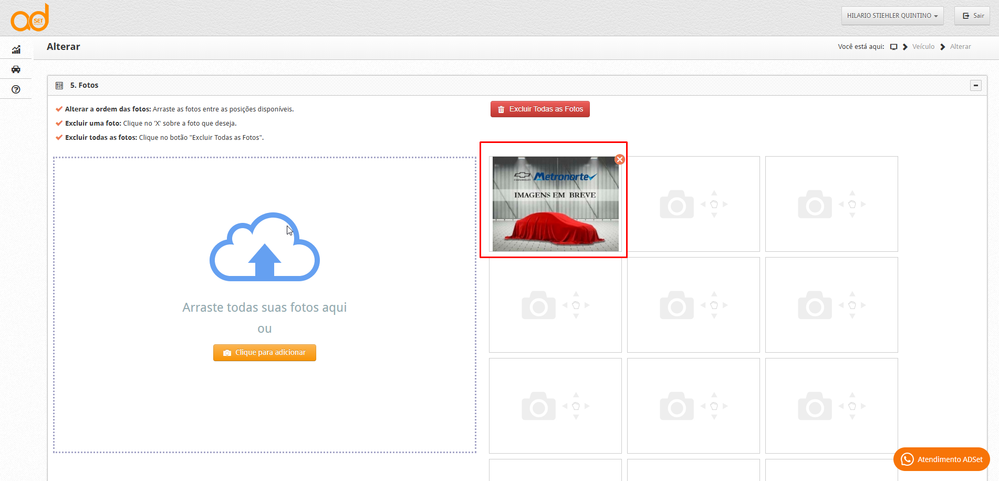 ad
SET
HILARIO STIEHLER QUINTINO
Sair
Alterar
Você está aqui:
Veículo
Alterar
5. Fotos
Alterar a ordem das fotos: Arraste as fotos entre as posições disponíveis.
Excluir uma foto: Clique no 'X' sobre a foto que deseja.
Excluir todas as fotos: Clique no botão "Excluir Todas as Fotos".
Excluir Todas as Fotos
CHEVROLET
Metronorte
IMAGENS EM BREVE
Arraste todas suas fotos aqui
ou
Clique para adicionar
Atendimento ADSet